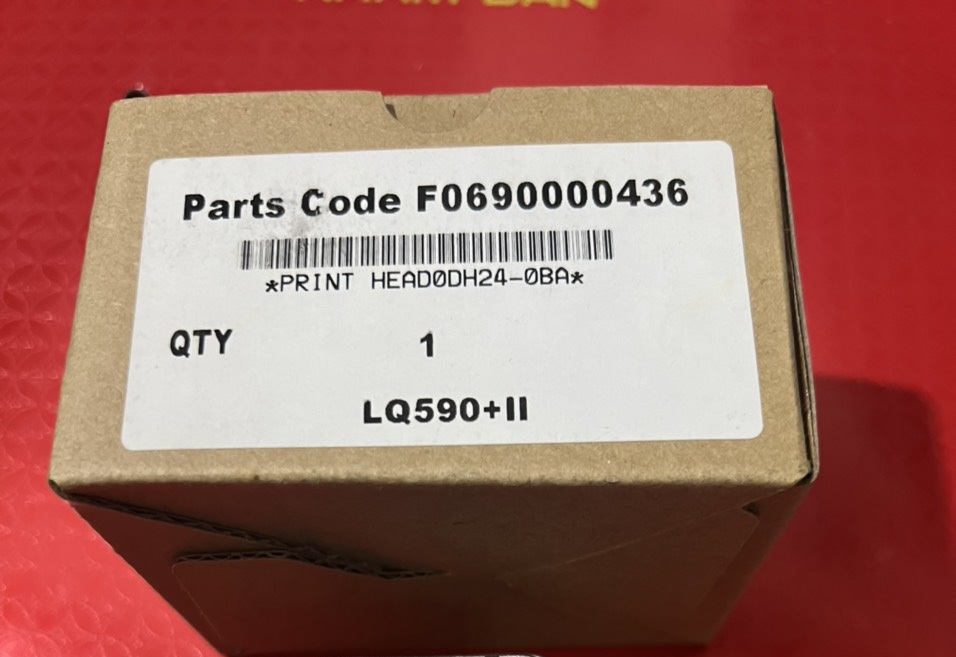 Parts Code F0690000436
*PRINT HEAD0DH24-0BA*
QTY 1
LQ590+II